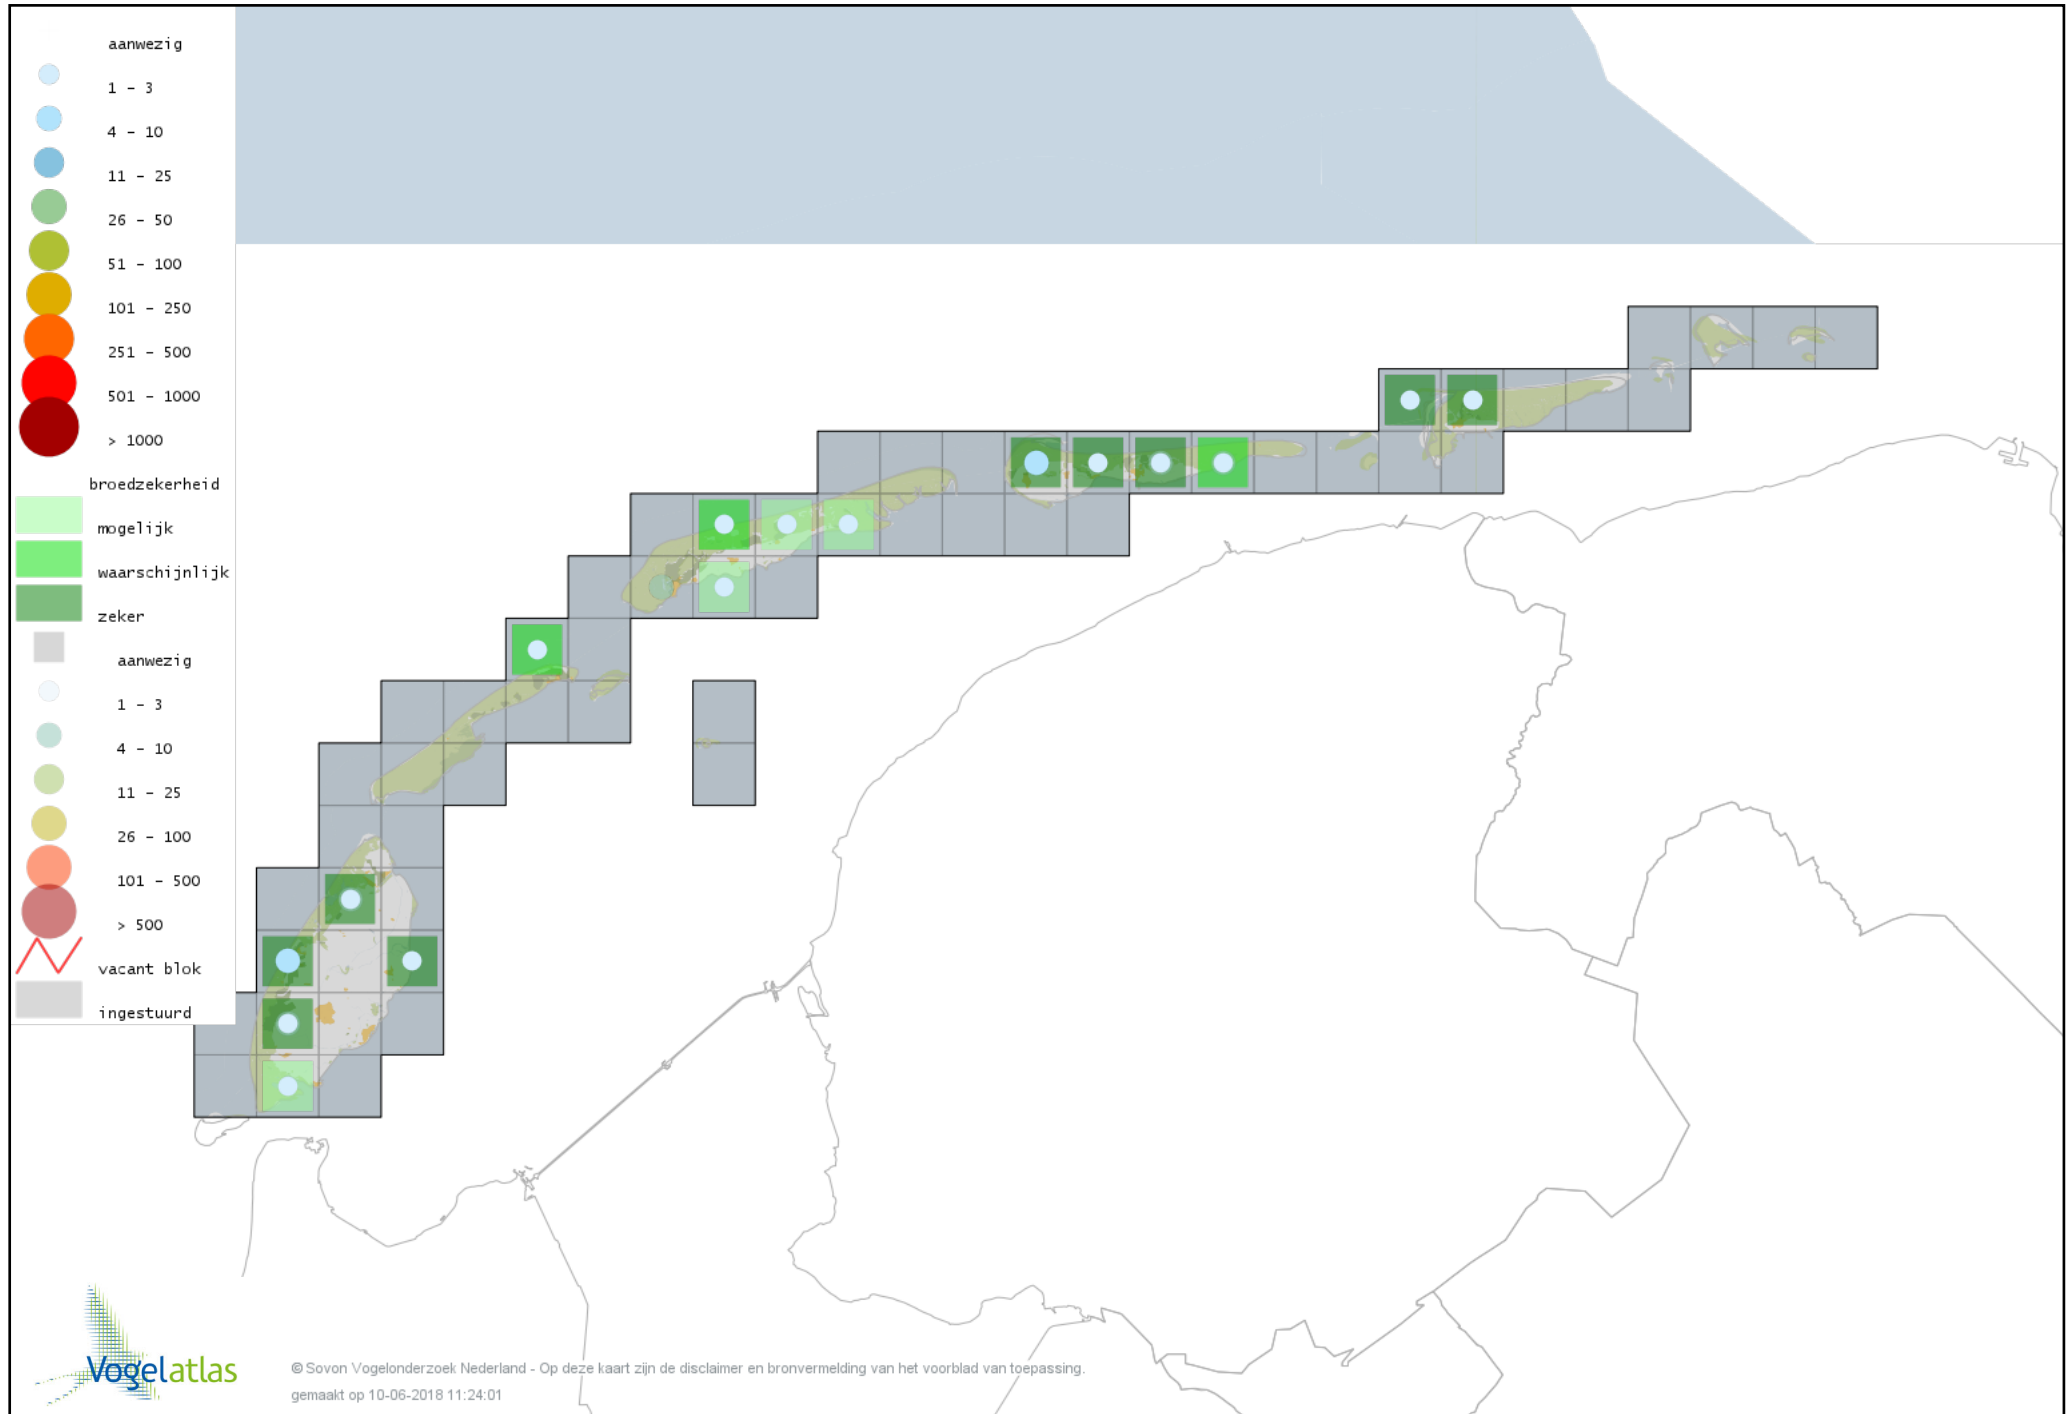 aanwezig
1 - 3
4 - 10
11 - 25
26 - 50
51 - 100
101 - 250
251 - 500
501 - 1000
> 1000
broedzekerheid
mogelijk
waarschijnlijk
zeker
aanwezig
1 - 3
4 - 10
11 - 25
26 - 100
101 - 500
> 500
vacant blok
ingestuurd
Vogelatlas
© Sovon Vogelonderzoek Nederland - Op deze kaart zijn de disclaimer en bronvermelding van het voorblad van toepassing.
gemaakt op 10-06-2018 11:24:01